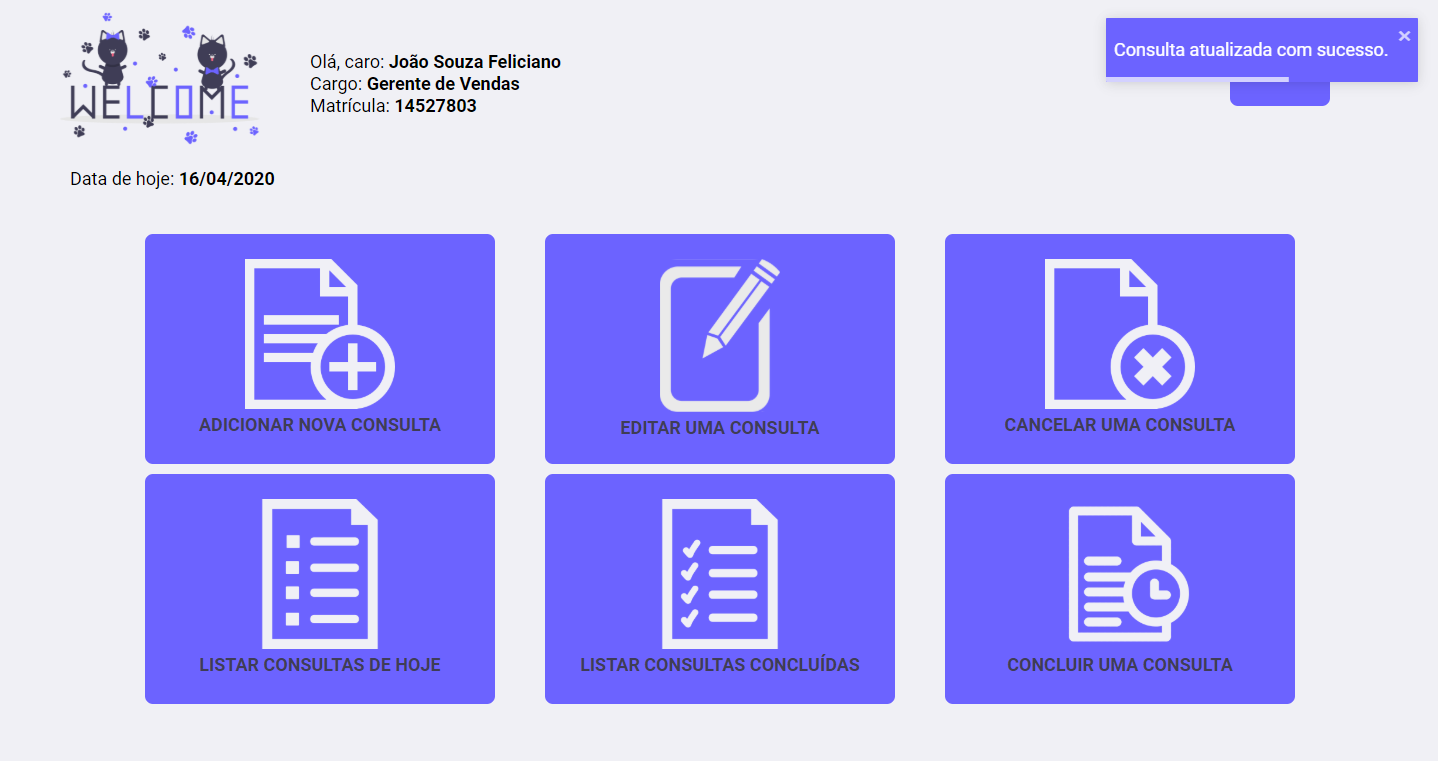 WELCOME
Olá, caro: João Souza Feliciano
Cargo: Gerente de Vendas
Matrícula: 14527803
Consulta atualizada com sucesso.
Data de hoje: 16/04/2020
ADICIONAR NOVA CONSULTA
EDITAR UMA CONSULTA
CANCELAR UMA CONSULTA
LISTAR CONSULTAS DE HOJE
LISTAR CONSULTAS CONCLUÍDAS
CONCLUIR UMA CONSULTA